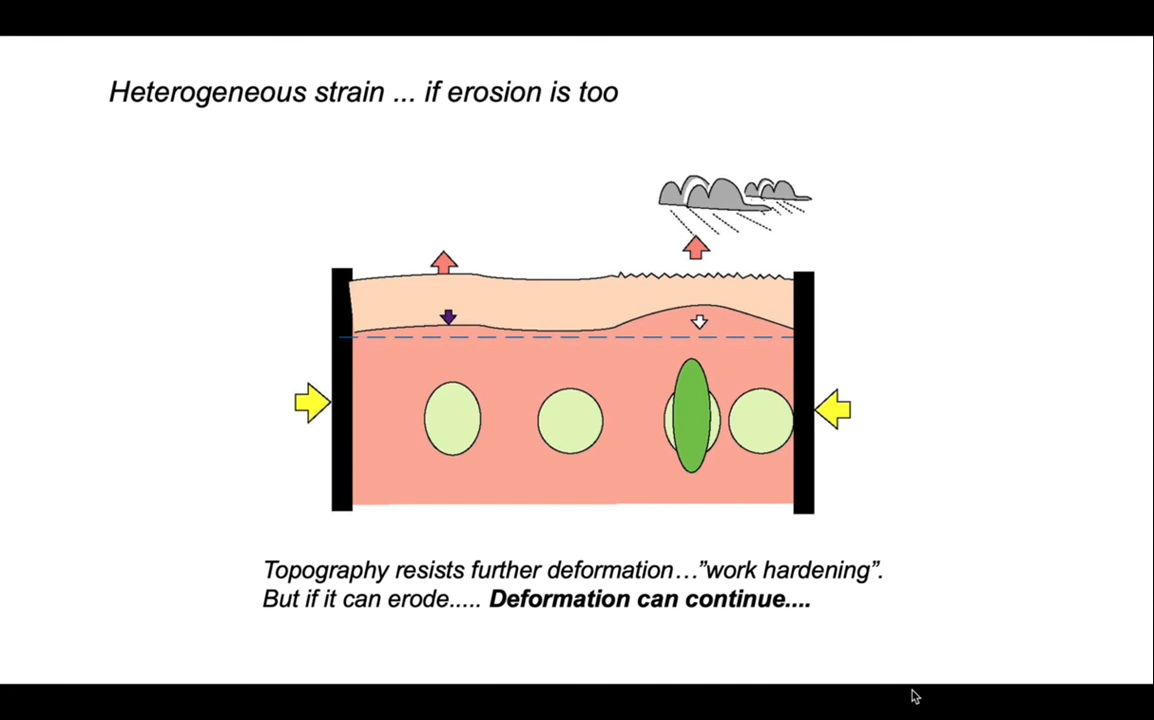 Heterogeneous strain ... if erosion is too
Topography resists further deformation…”work hardening”.
But if it can erode..... Deformation can continue....